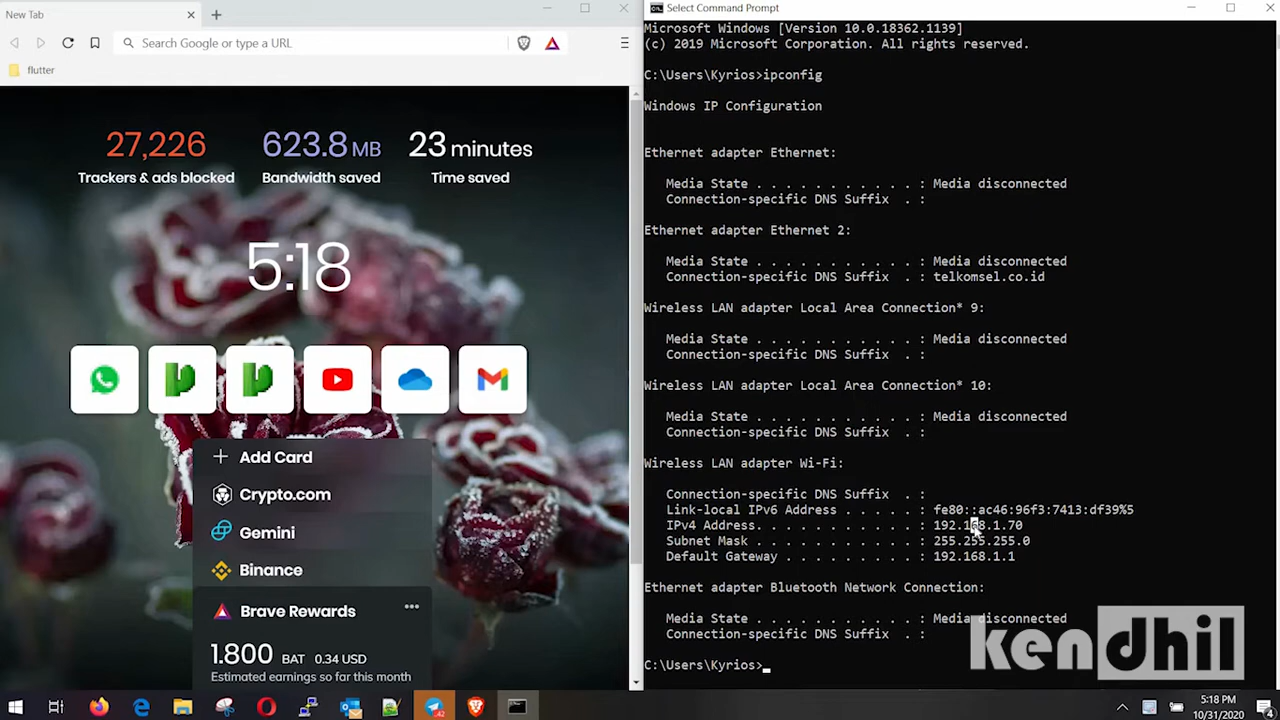 New Tab
Search Google or type a URL
flutter
27,226
Trackers & ads blocked
623.8 MB
Bandwidth saved
23 minutes
Time saved
5:18
Add Card
Crypto.com
Gemini
Binance
Brave Rewards
1.800 BAT 0.34 USD
Estimated earnings so far this month
Select Command Prompt
Microsoft Windows [Version 10.0.18362.1139]
(c) 2019 Microsoft Corporation. All rights reserved.
C:\Users\Kyrios>ipconfig
Windows IP Configuration
Ethernet adapter Ethernet:
Media State . . . . . . . . . . . : Media disconnected
Connection-specific DNS Suffix . :
Ethernet adapter Ethernet 2:
Media State . . . . . . . . . . . : Media disconnected
Connection-specific DNS Suffix . : telkomsel.co.id
Wireless LAN adapter Local Area Connection* 9:
Media State . . . . . . . . . . . : Media disconnected
Connection-specific DNS Suffix . :
Wireless LAN adapter Local Area Connection* 10:
Media State . . . . . . . . . . . : Media disconnected
Connection-specific DNS Suffix . :
Wireless LAN adapter Wi-Fi:
Connection-specific DNS Suffix . :
Link-local IPv6 Address . . . . . : fe80::ac46:96f3:7413:df39%5
IPv4 Address. . . . . . . . . . . : 192.168.1.70
Subnet Mask . . . . . . . . . . . : 255.255.255.0
Default Gateway . . . . . . . . . : 192.168.1.1
Ethernet adapter Bluetooth Network Connection:
Media State . . . . . . . . . . . : Media disconnected
Connection-specific DNS Suffix . :
C:\Users\Kyrios>
kendhil
42
5:18 PM
10/31/2020
4